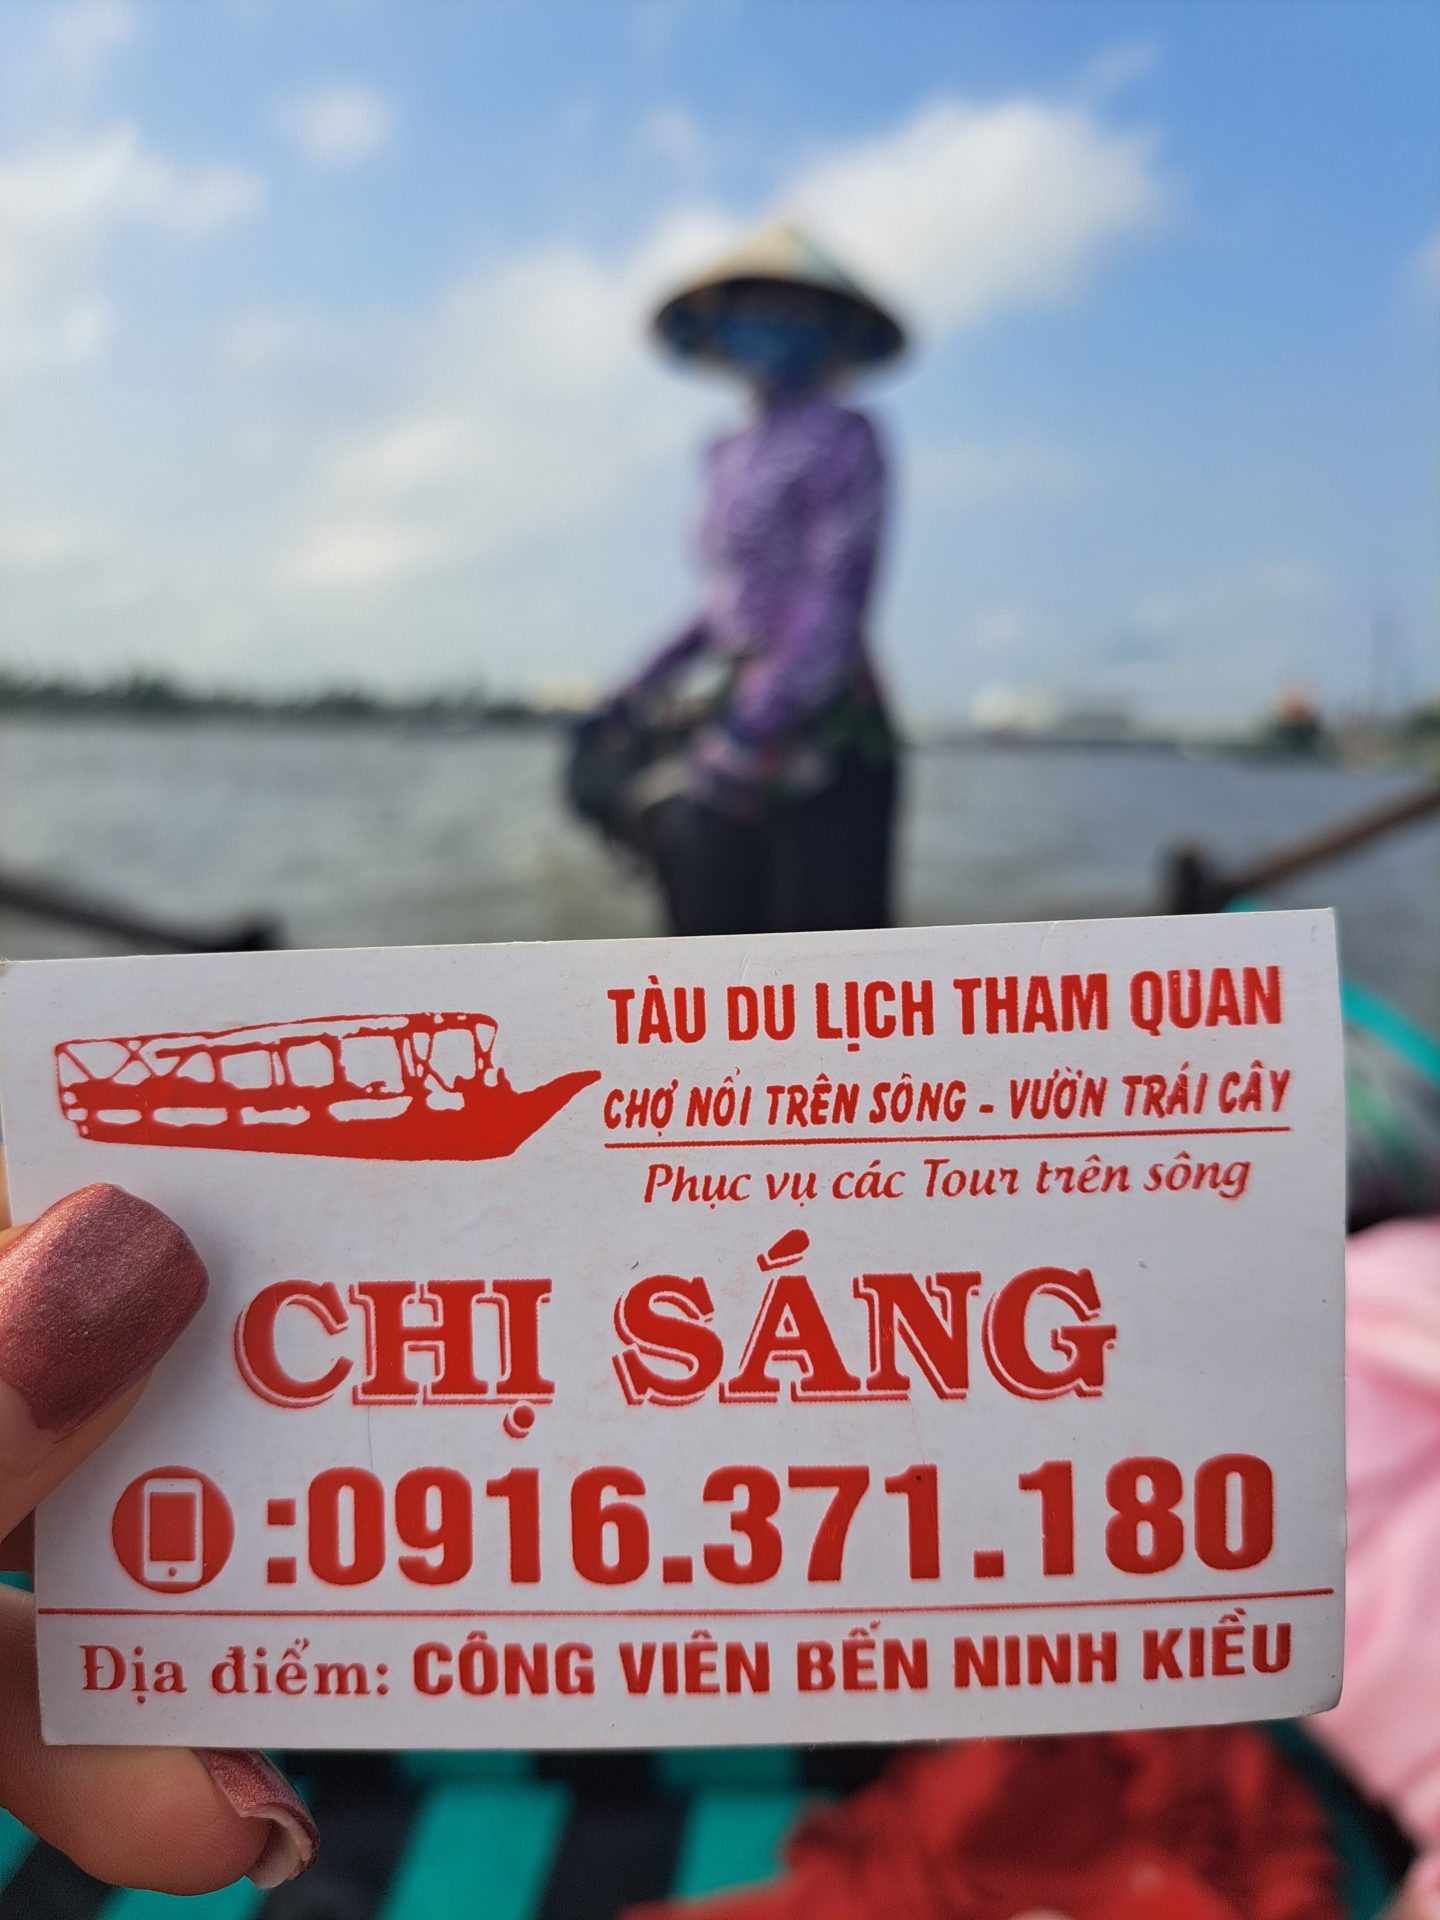 TÀU DU LỊCH THAM QUAN
CHỢ NỔI TRÊN SÔNG - VƯỜN TRÁI CÂY
Phục vụ các Tour trên sông
CHỊ SÁNG
:0916.371.180
Địa điểm: CÔNG VIÊN BẾN NINH KIỀU